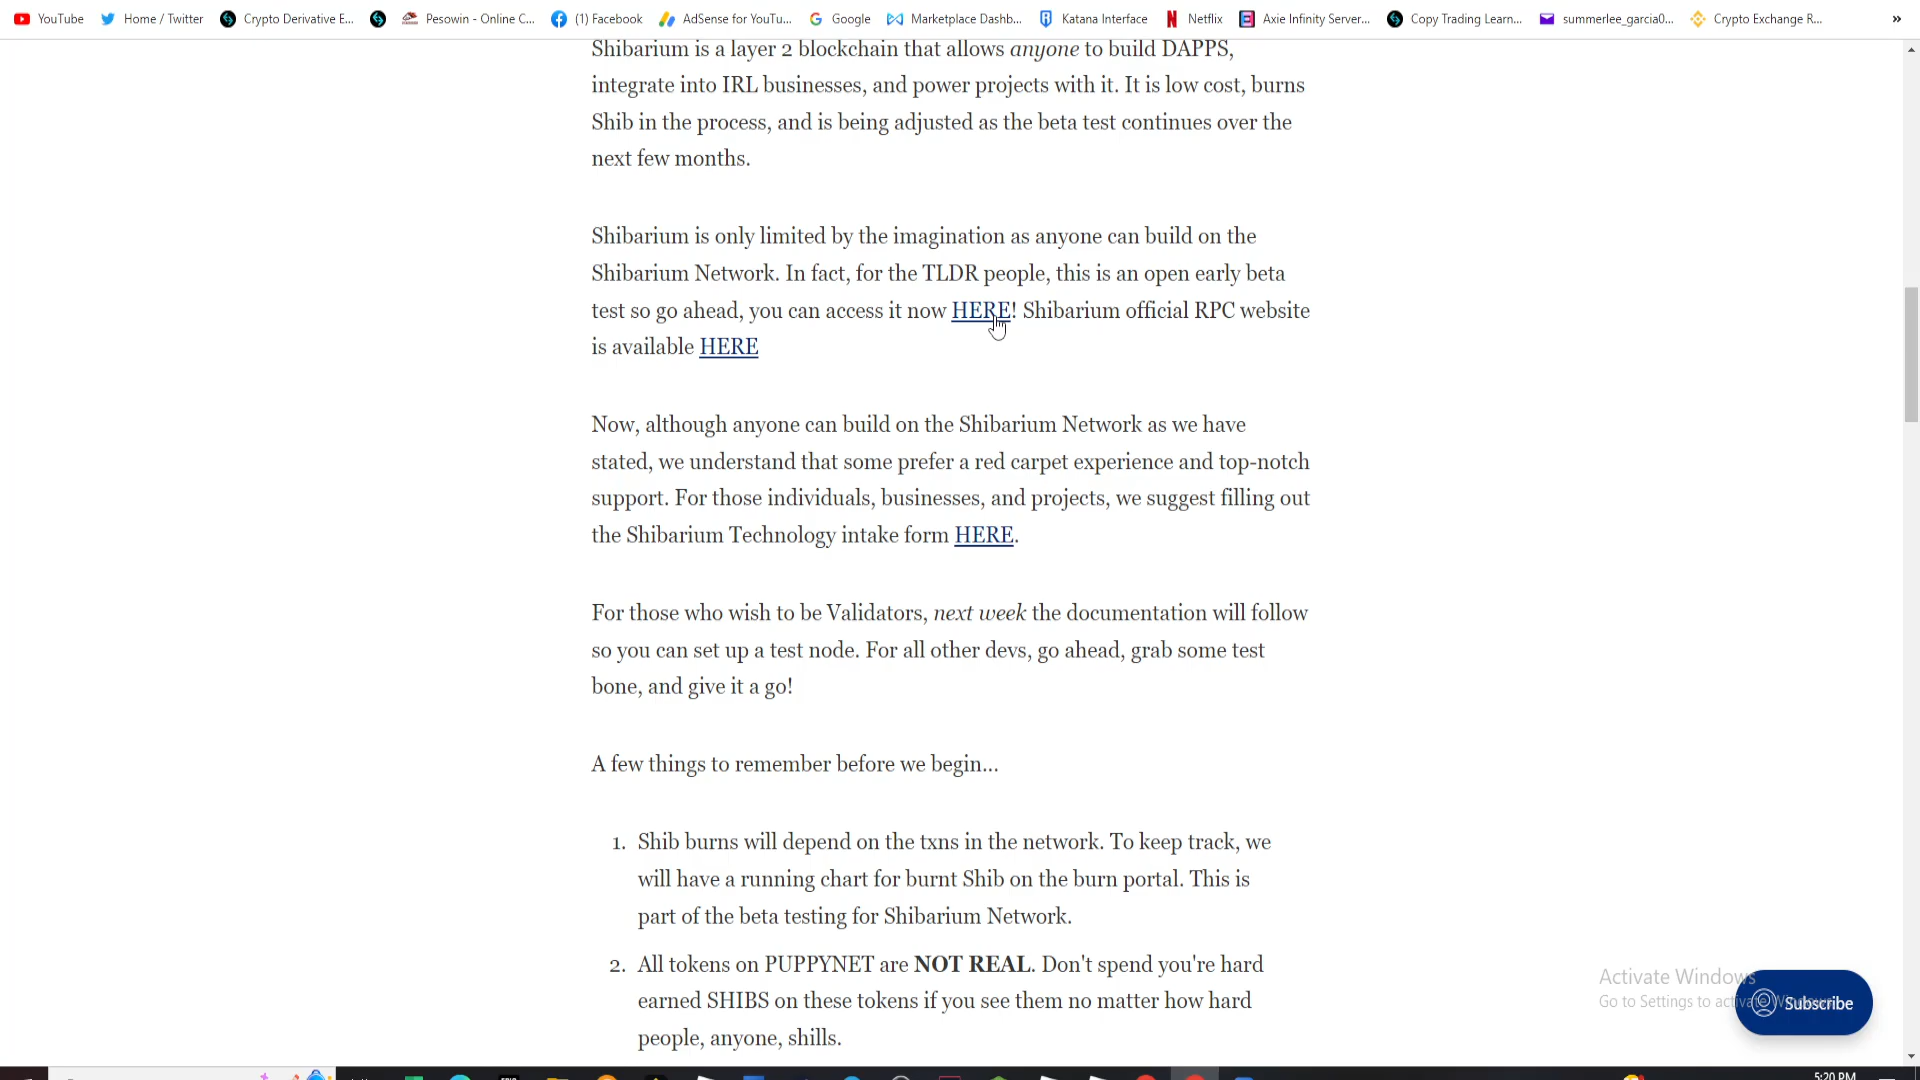 YouTube Home / Twitter Crypto Derivative E... Pesowin - Online C... (1) Facebook AdSense for YouTu... Google Marketplace Dashb... Katana Interface Netflix Axie Infinity Server... Copy Trading Learn... summerlee_garcia0... Crypto Exchange R... »
Shibarium is a layer 2 blockchain that allows anyone to build DAPPS,
integrate into IRL businesses, and power projects with it. It is low cost, burns
Shib in the process, and is being adjusted as the beta test continues over the
next few months.
Shibarium is only limited by the imagination as anyone can build on the
Shibarium Network. In fact, for the TLDR people, this is an open early beta
test so go ahead, you can access it now HERE! Shibarium official RPC website
is available HERE
Now, although anyone can build on the Shibarium Network as we have
stated, we understand that some prefer a red carpet experience and top-notch
support. For those individuals, businesses, and projects, we suggest filling out
the Shibarium Technology intake form HERE.
For those who wish to be Validators, next week the documentation will follow
so you can set up a test node. For all other devs, go ahead, grab some test
bone, and give it a go!
A few things to remember before we begin...
1. Shib burns will depend on the txns in the network. To keep track, we
will have a running chart for burnt Shib on the burn portal. This is
part of the beta testing for Shibarium Network.
2. All tokens on PUPPYNET are NOT REAL. Don't spend you're hard
earned SHIBS on these tokens if you see them no matter how hard
people, anyone, shills.
Activate Windows
Go to Settings to activate Windows.
Subscribe
5:20 PM